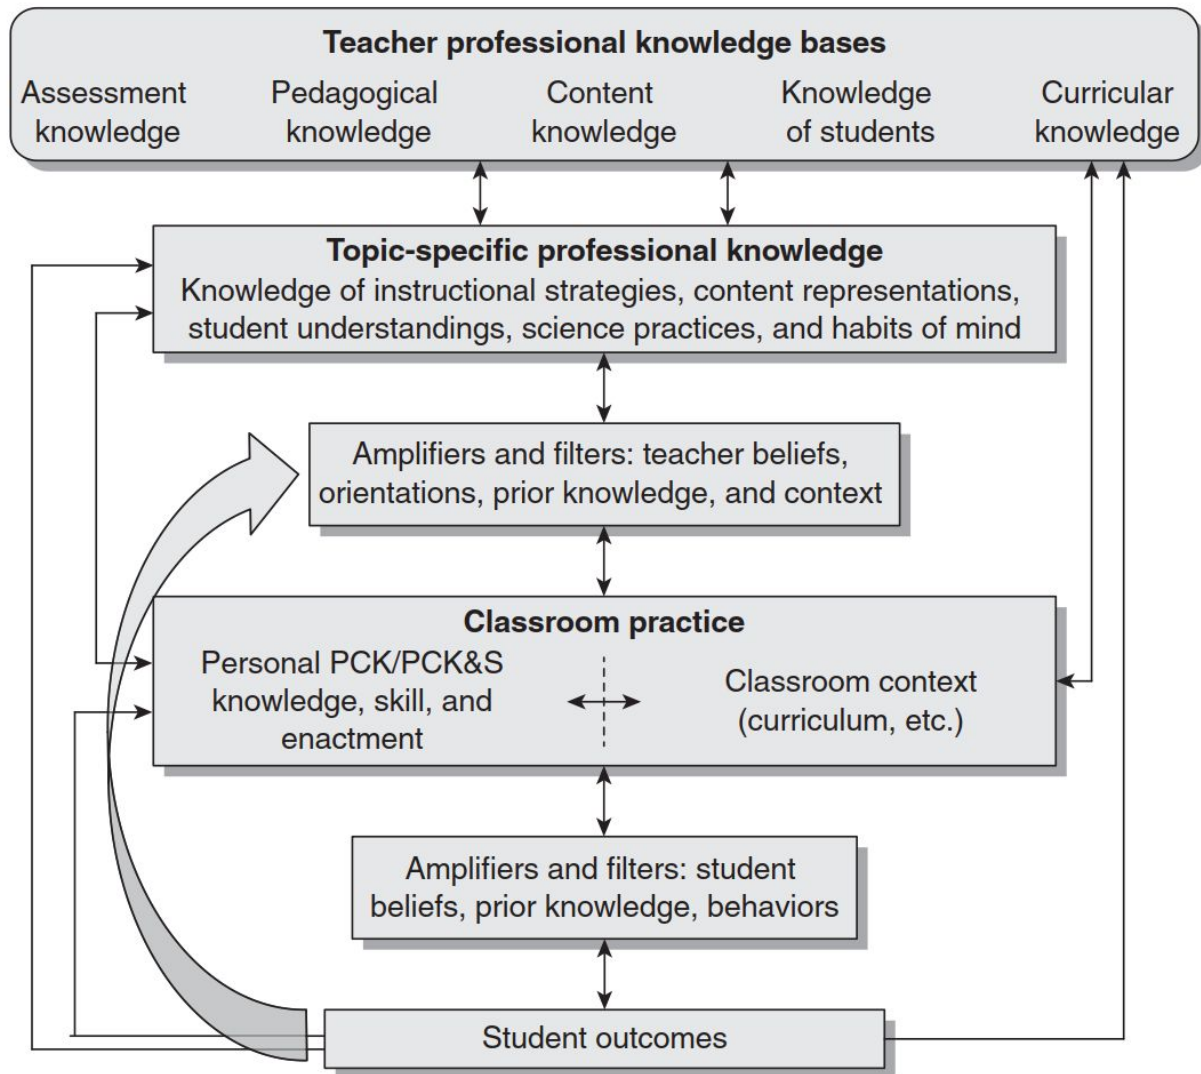 Teacher professional knowledge bases
Assessment knowledge
Pedagogical knowledge
Content knowledge
Knowledge of students
Curricular knowledge
Topic-specific professional knowledge
Knowledge of instructional strategies, content representations,
student understandings, science practices, and habits of mind
Amplifiers and filters: teacher beliefs,
orientations, prior knowledge, and context
Classroom practice
Personal PCK/PCK&S
knowledge, skill, and
enactment
Classroom context
(curriculum, etc.)
Amplifiers and filters: student
beliefs, prior knowledge, behaviors
Student outcomes